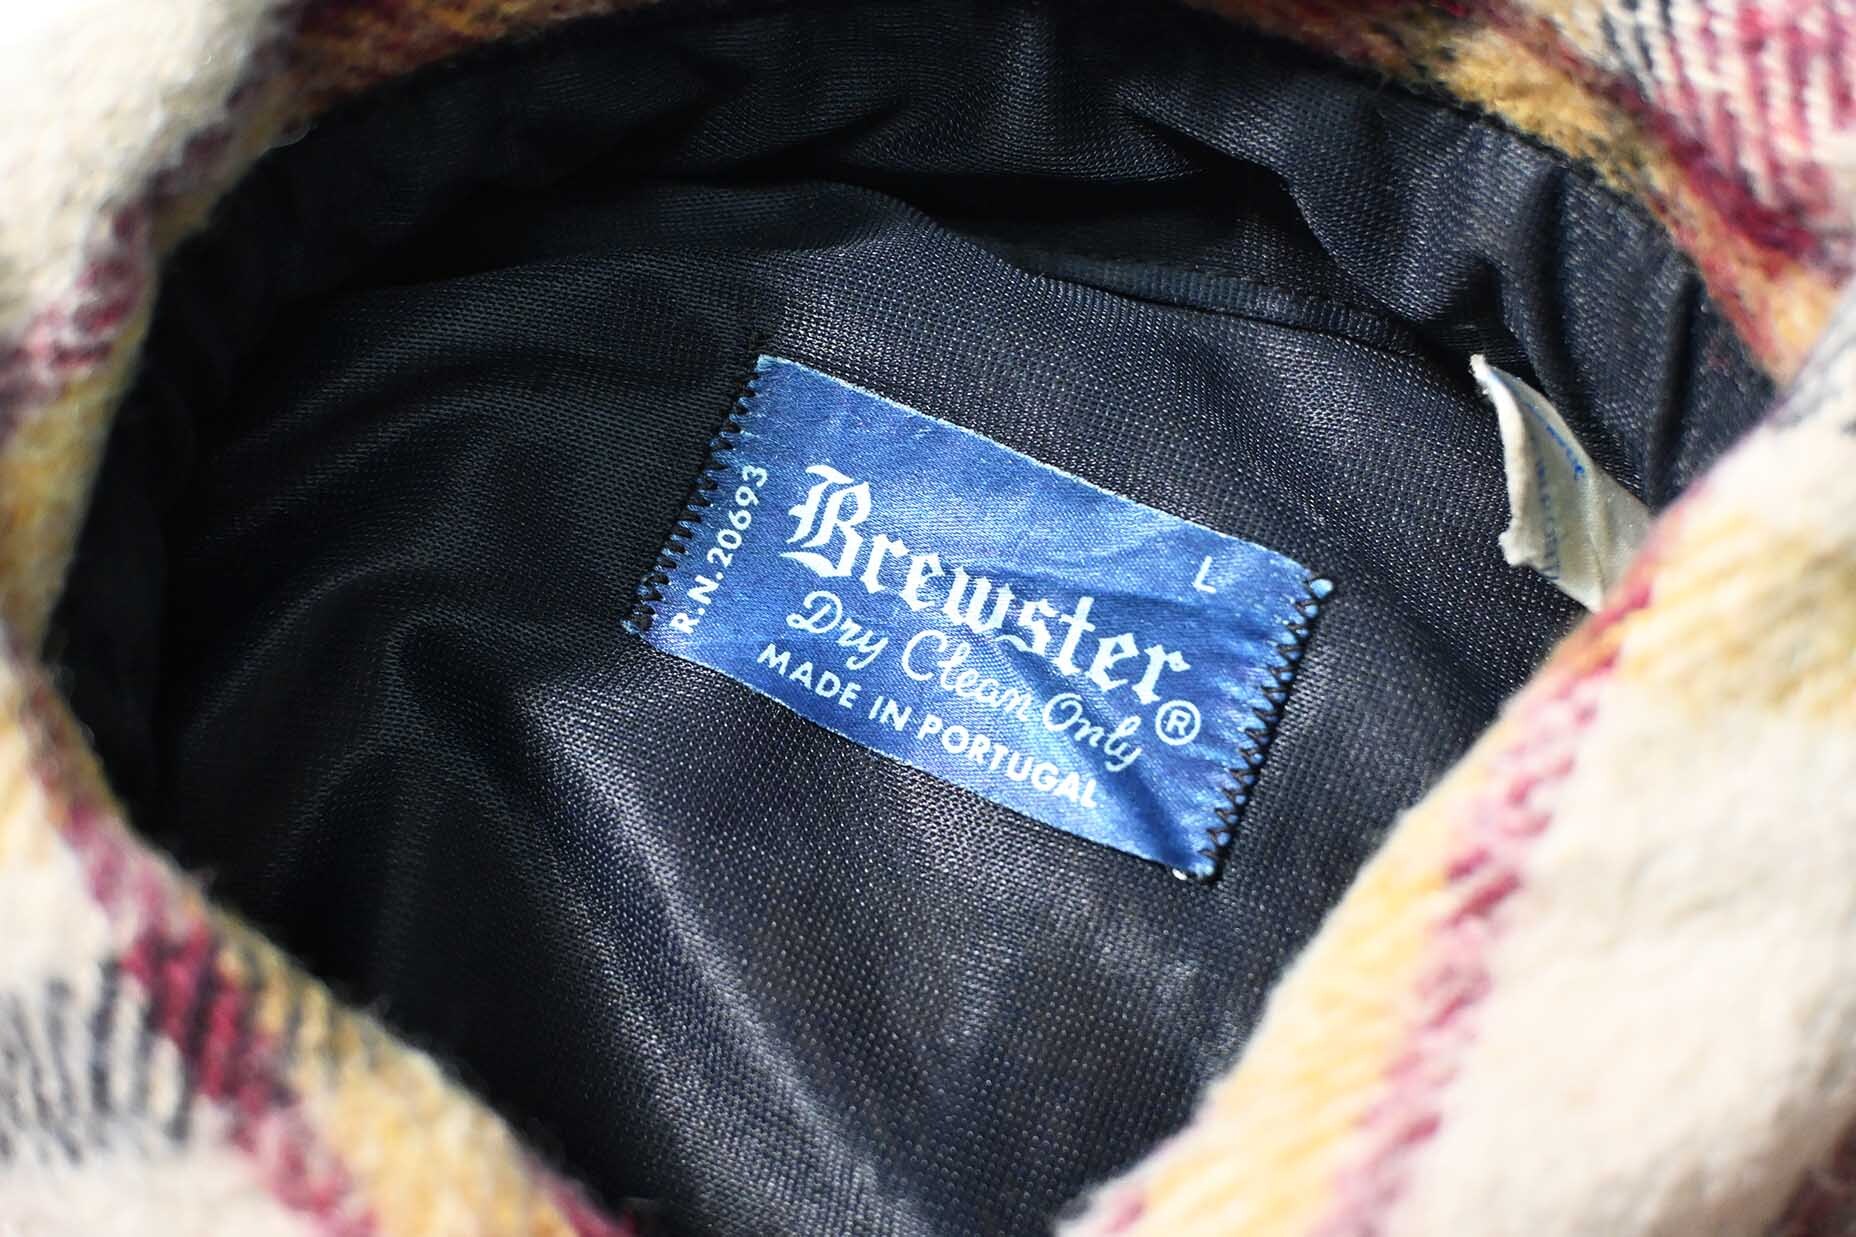 L
Brewster®
Dry Clean Only
MADE IN PORTUGAL
R.N.20693